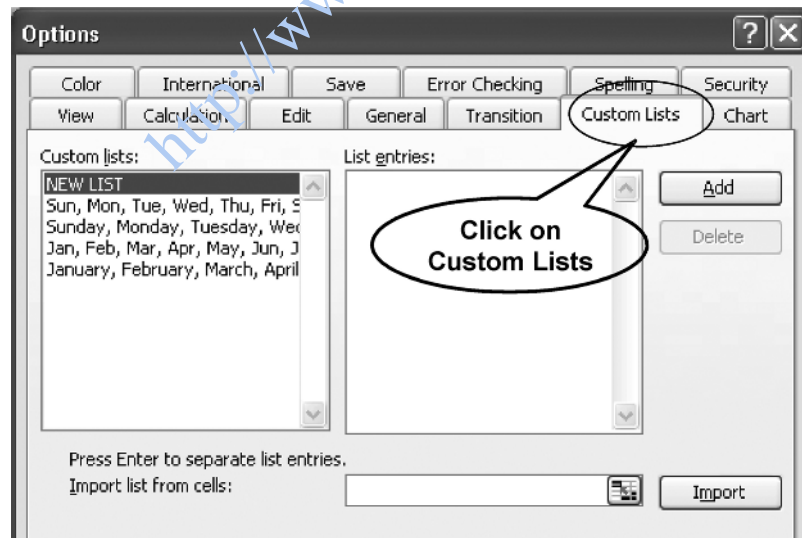 Options
Color International Save Error Checking Spelling Security
View Calculation Edit General Transition Custom Lists Chart
Custom lists: List entries:
NEW LIST
Sun, Mon, Tue, Wed, Thu, Fri, S
Sunday, Monday, Tuesday, Wed
Jan, Feb, Mar, Apr, May, Jun, J
January, February, March, April
Add
Delete
Click on
Custom Lists
Press Enter to separate list entries.
Import list from cells: Import
http://www.